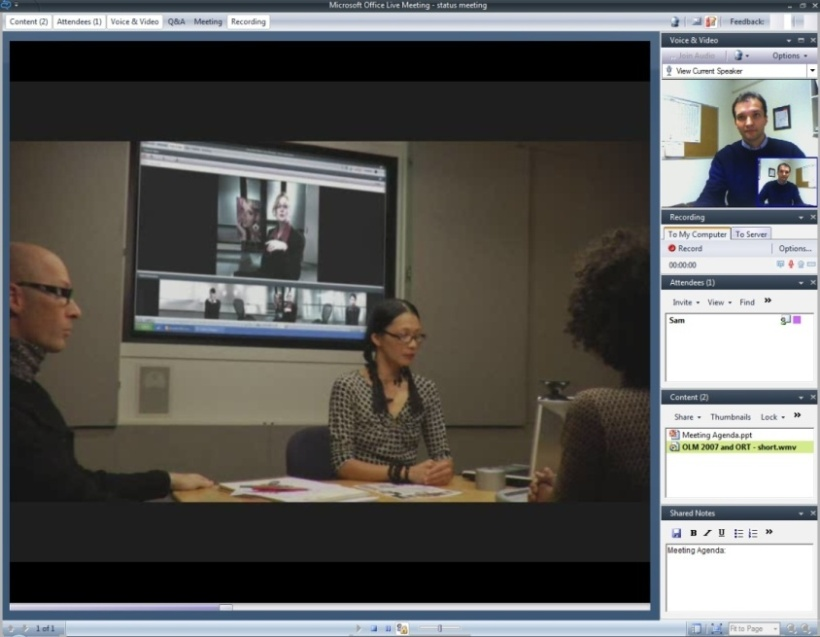 Microsoft Office Live Meeting - status meeting
Content (2) Attendees (1) Voice & Video Q&A Meeting Recording
Feedback:
Voice & Video
Join Audio Options
View Current Speaker
Recording
To My Computer To Server
Record Options...
00:00:00
Attendees (1)
Invite View Find
Sam
Content (2)
Share Thumbnails Lock
Meeting Agenda.ppt
OLM 2007 and ORT - short.wmv
Shared Notes
B I U
Meeting Agenda:
1 of 1
Fit to Page